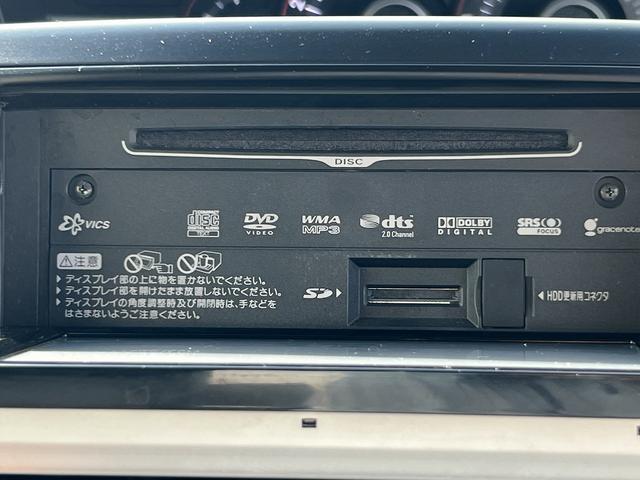 DISC
VICS
COMPACT
disc
DIGITAL AUDIO
TEXT
DVD
VIDEO
WMA
MP3
dts
2.0 Channel
DOLBY
DIGITAL
SRS
FOCUS
gracenote
注意
ディスプレイ部の上に物を置かないでください。
ディスプレイ部を開けたまま放置しないでください。
ディスプレイの角度調整時及び開閉時は、手などを
はさまないようご注意ください。
SD
HDD更新用コネクタ